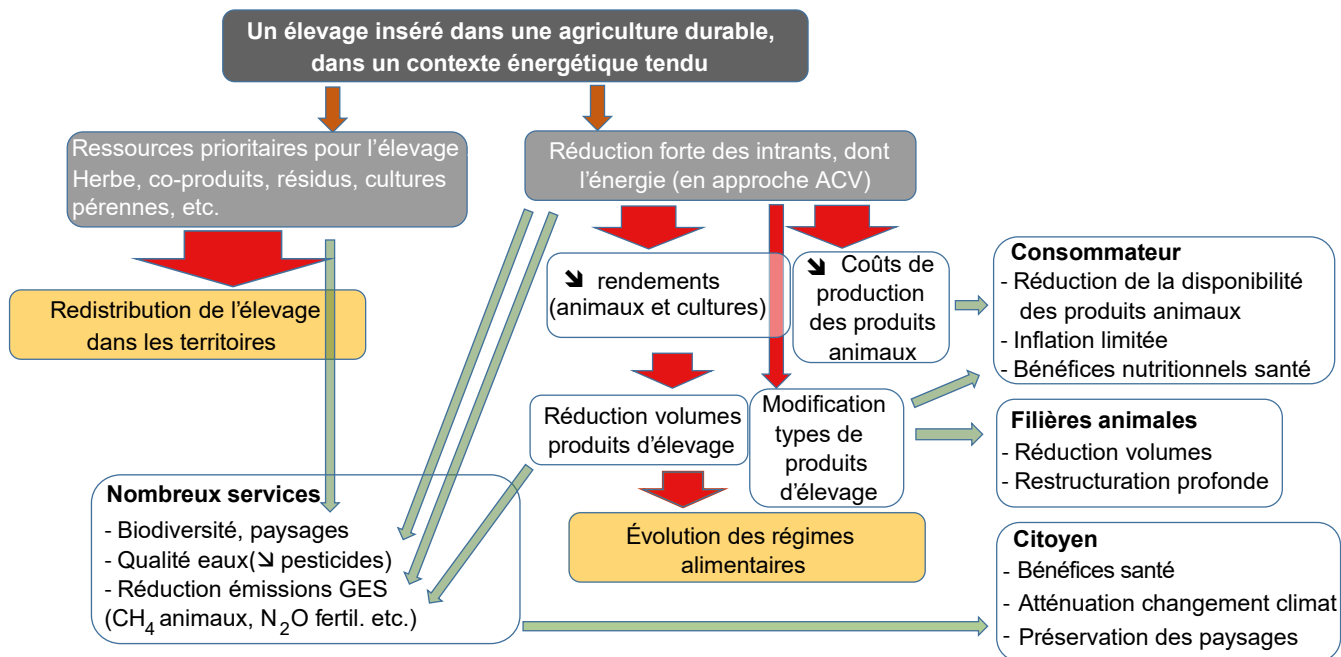 Un élevage inséré dans une agriculture durable,
dans un contexte énergétique tendu
Ressources prioritaires pour l'élevage
Herbe, co-produits, résidus, cultures
pérennes, etc.
Réduction forte des intrants, dont
l'énergie (en approche ACV)
Redistribution de l'élevage
dans les territoires
➘ rendements
(animaux et cultures)
➘ Coûts de
production
des produits
animaux
Consommateur
- Réduction de la disponibilité
des produits animaux
- Inflation limitée
- Bénéfices nutritionnels santé
Réduction volumes
produits d'élevage
Modification
types de
produits
d'élevage
Filières animales
- Réduction volumes
- Restructuration profonde
Nombreux services
- Biodiversité, paysages
- Qualité eaux(➘ pesticides)
- Réduction émissions GES
(CH₄ animaux, N₂O fertil. etc.)
Évolution des régimes
alimentaires
Citoyen
- Bénéfices santé
- Atténuation changement climat
- Préservation des paysages